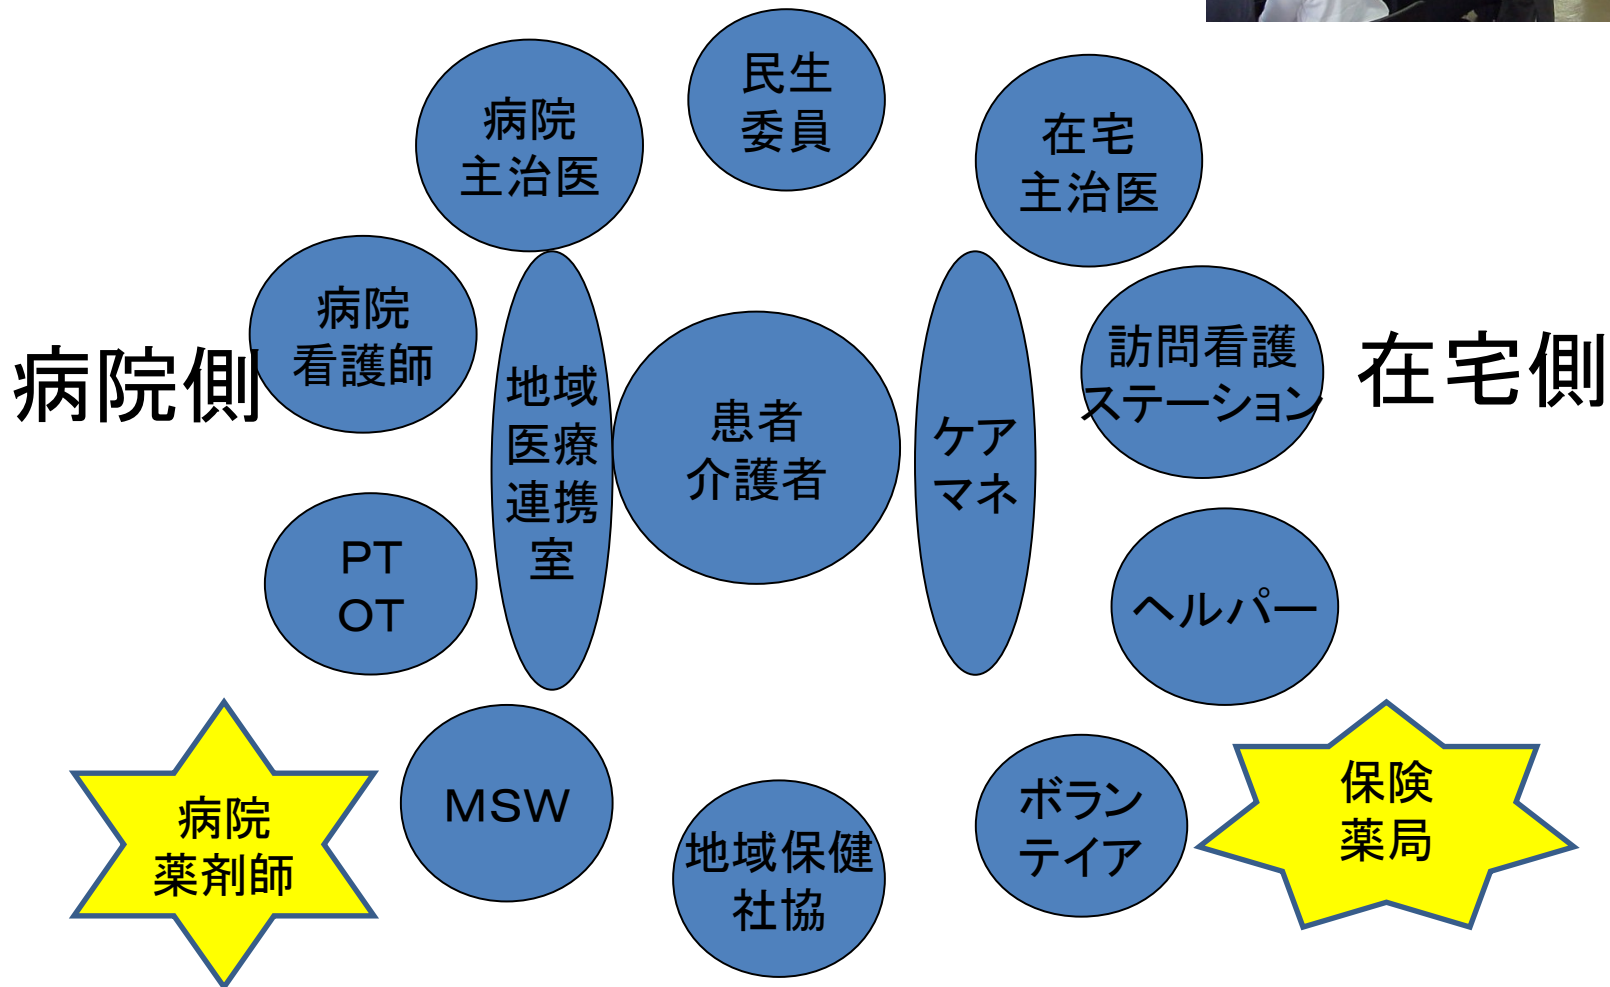 民生
委員
病院
主治医
在宅
主治医
病院
看護師
訪問看護
ステーション
病院側
在宅側
地域
医療
連携
室
患者
介護者
ケア
マネ
PT
OT
ヘルパー
病院
薬剤師
MSW
地域保健
社協
ボラン
テイア
保険
薬局